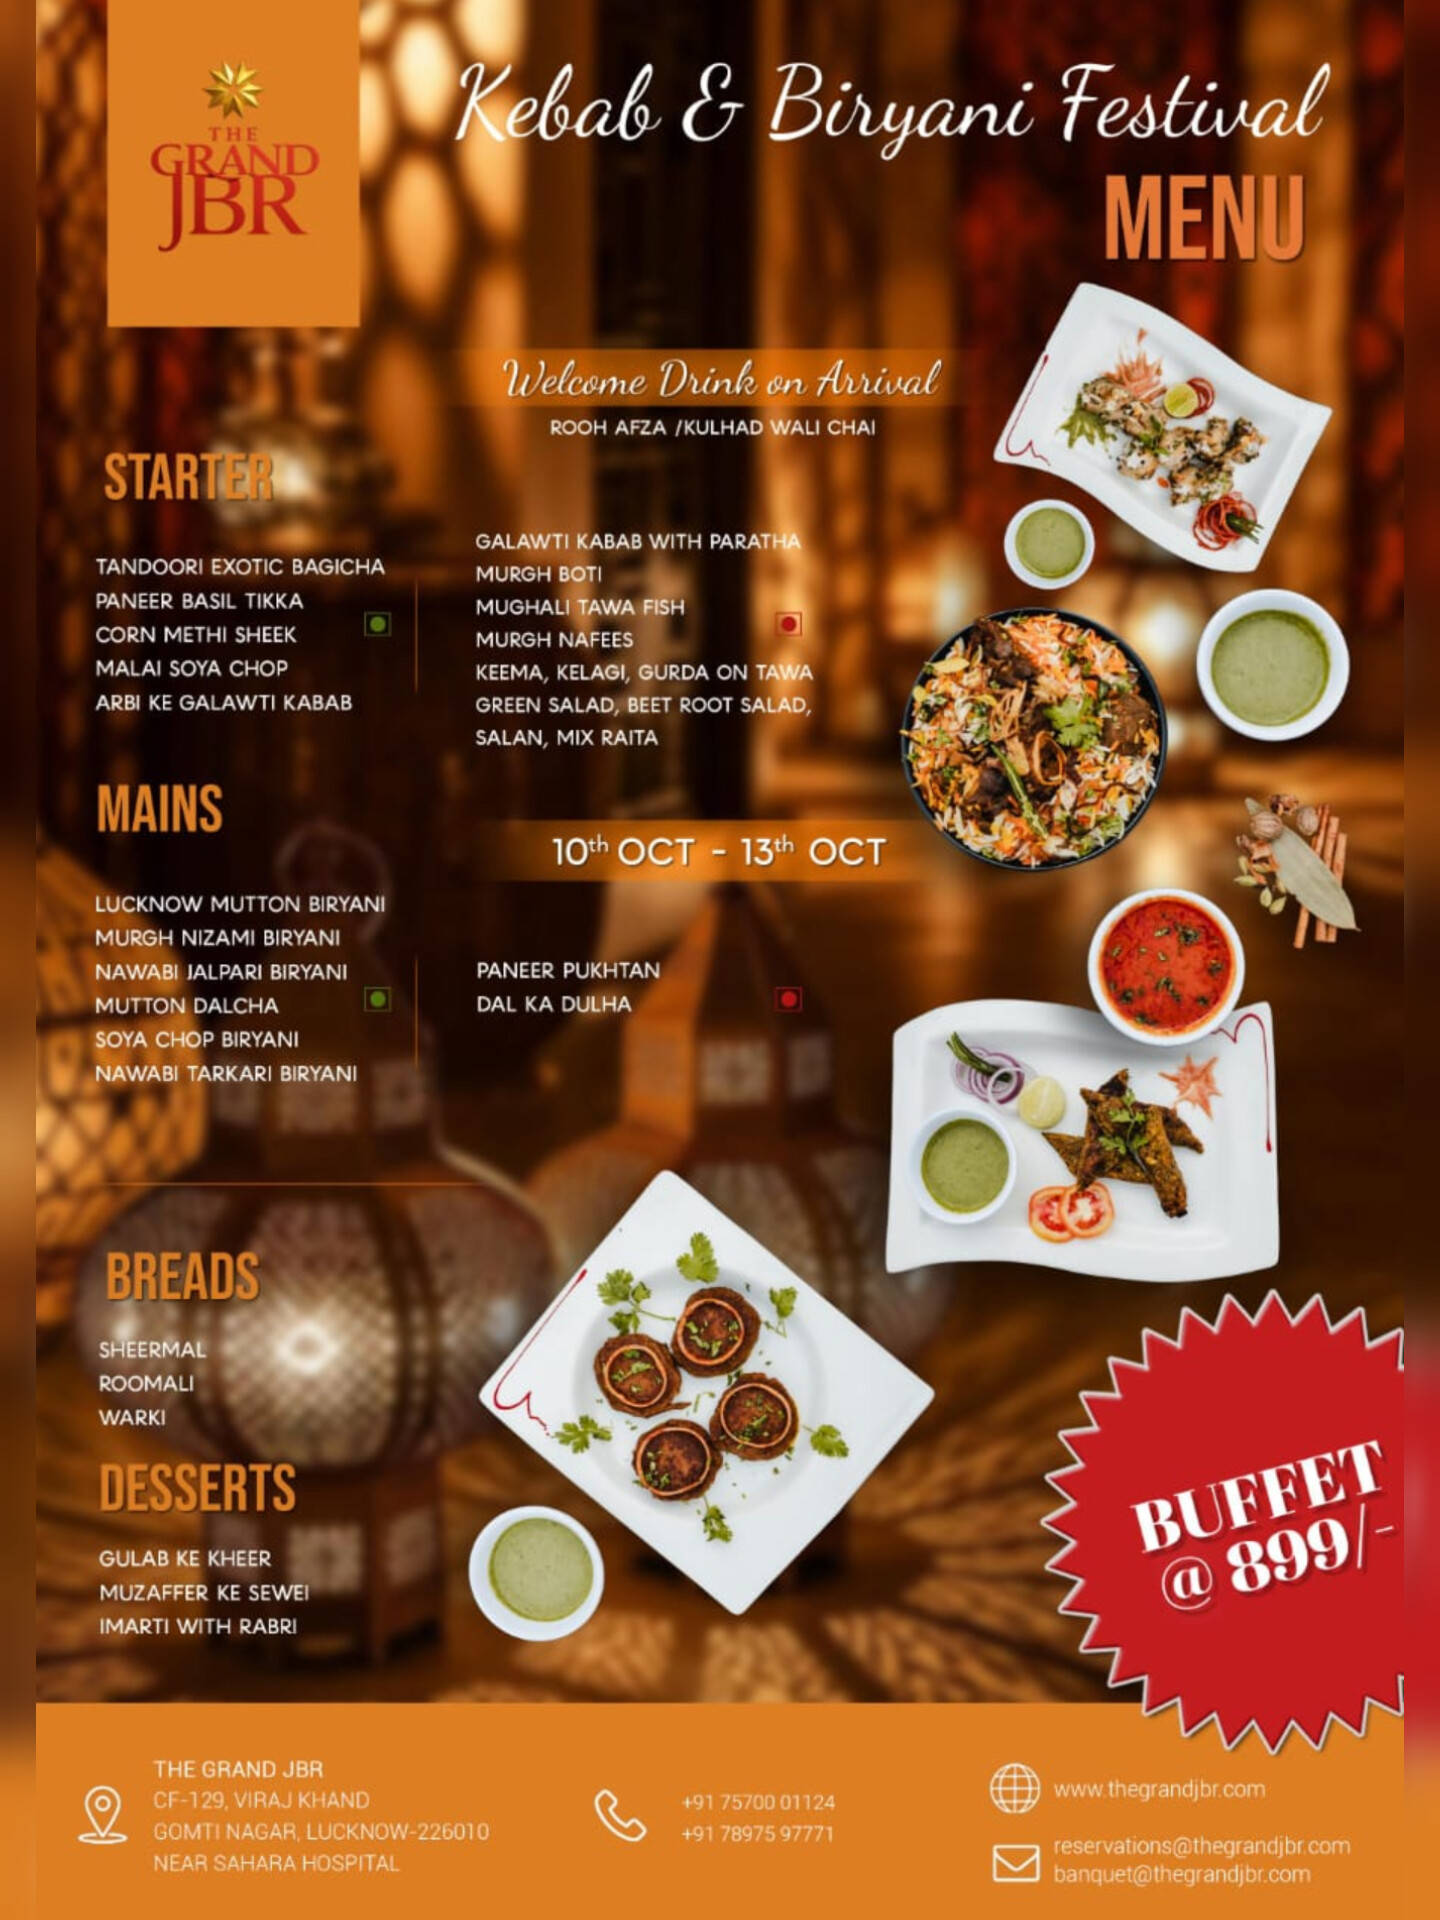 THE
GRAND
JBR
Kebab & Biryani Festival
MENU
Welcome Drink on Arrival
ROOH AFZA /KULHAD WALI CHAI
STARTER
TANDOORI EXOTIC BAGICHA
PANEER BASIL TIKKA
CORN METHI SHEEK
MALAI SOYA CHOP
ARBI KE GALAWTI KABAB
GALAWTI KABAB WITH PARATHA
MURGH BOTI
MUGHALI TAWA FISH
MURGH NAFEES
KEEMA, KELAGI, GURDA ON TAWA
GREEN SALAD, BEET ROOT SALAD,
SALAN, MIX RAITA
MAINS
10th OCT - 13th OCT
LUCKNOW MUTTON BIRYANI
MURGH NIZAMI BIRYANI
NAWABI JALPARI BIRYANI
MUTTON DALCHA
SOYA CHOP BIRYANI
NAWABI TARKARI BIRYANI
PANEER PUKHTAN
DAL KA DULHA
BREADS
SHEERMAL
ROOMALI
WARKI
DESSERTS
GULAB KE KHEER
MUZAFFER KE SEWEI
IMARTI WITH RABRI
BUFFET
@ 899/-
THE GRAND JBR
CF-129, VIRAJ KHAND
GOMTI NAGAR, LUCKNOW-226010
NEAR SAHARA HOSPITAL
+91 75700 01124
+91 78975 97771
www.thegrandjbr.com
reservations@thegrandjbr.com
banquet@thegrandjbr.com